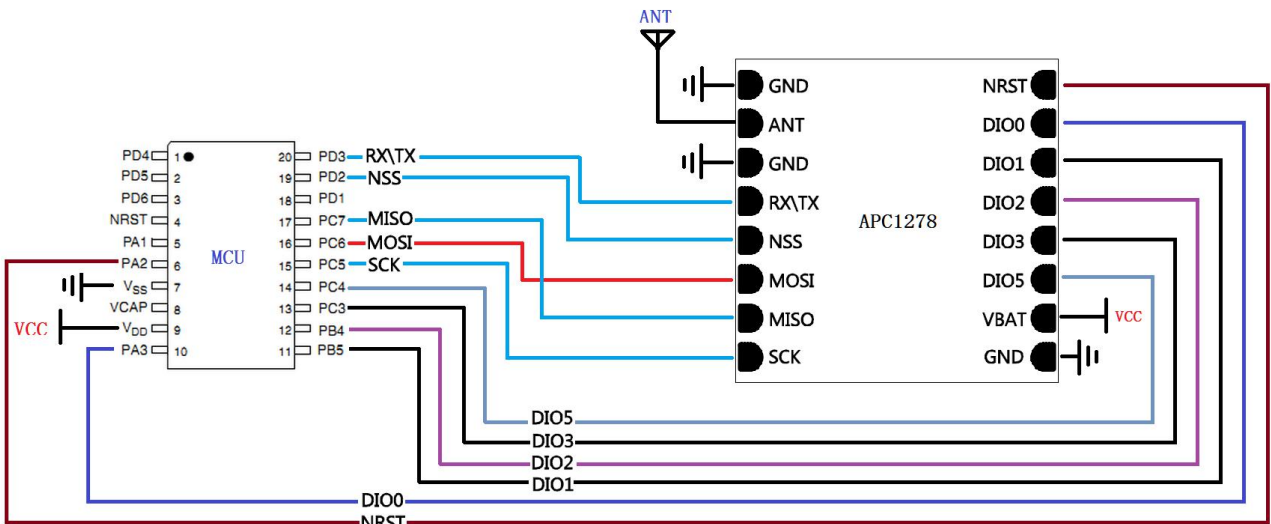 ANT
GND
ANT
GND
RX\TX
NSS
MOSI
MISO
SCK
APC1278
NRST
DIO0
DIO1
DIO2
DIO3
DIO5
VBAT
GND
VCC
PD4 1 20 PD3 RX\TX
PD5 2 19 PD2 NSS
PD6 3 18 PD1
NRST 4 17 PC7 MISO
PA1 5 16 PC6 MOSI
PA2 6 15 PC5 SCK
VSS 7 14 PC4
VCAP 8 13 PC3
VCC VDD 9 12 PB4
PA3 10 11 PB5
MCU
DIO5
DIO3
DIO2
DIO1
DIO0
NRST